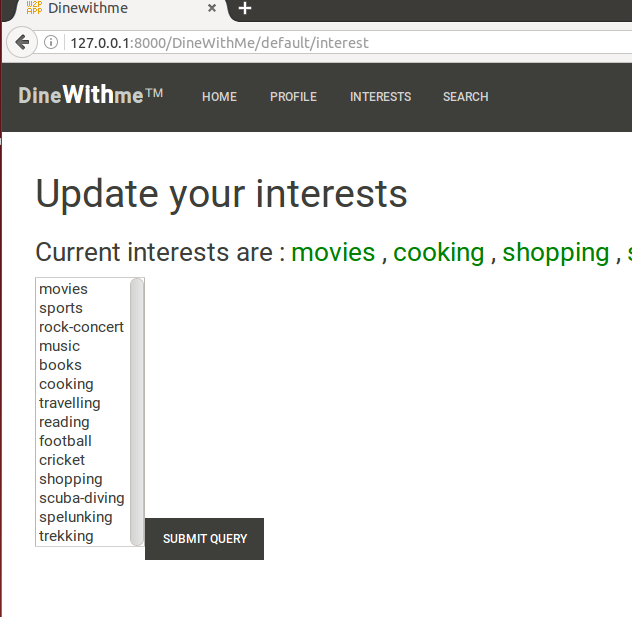 W2P APP Dinewithme × +
127.0.0.1:8000/DineWithMe/default/interest
DineWithme™ HOME PROFILE INTERESTS SEARCH
Update your interests
Current interests are : movies , cooking , shopping ,
movies
sports
rock-concert
music
books
cooking
travelling
reading
football
cricket
shopping
scuba-diving
spelunking
trekking
SUBMIT QUERY